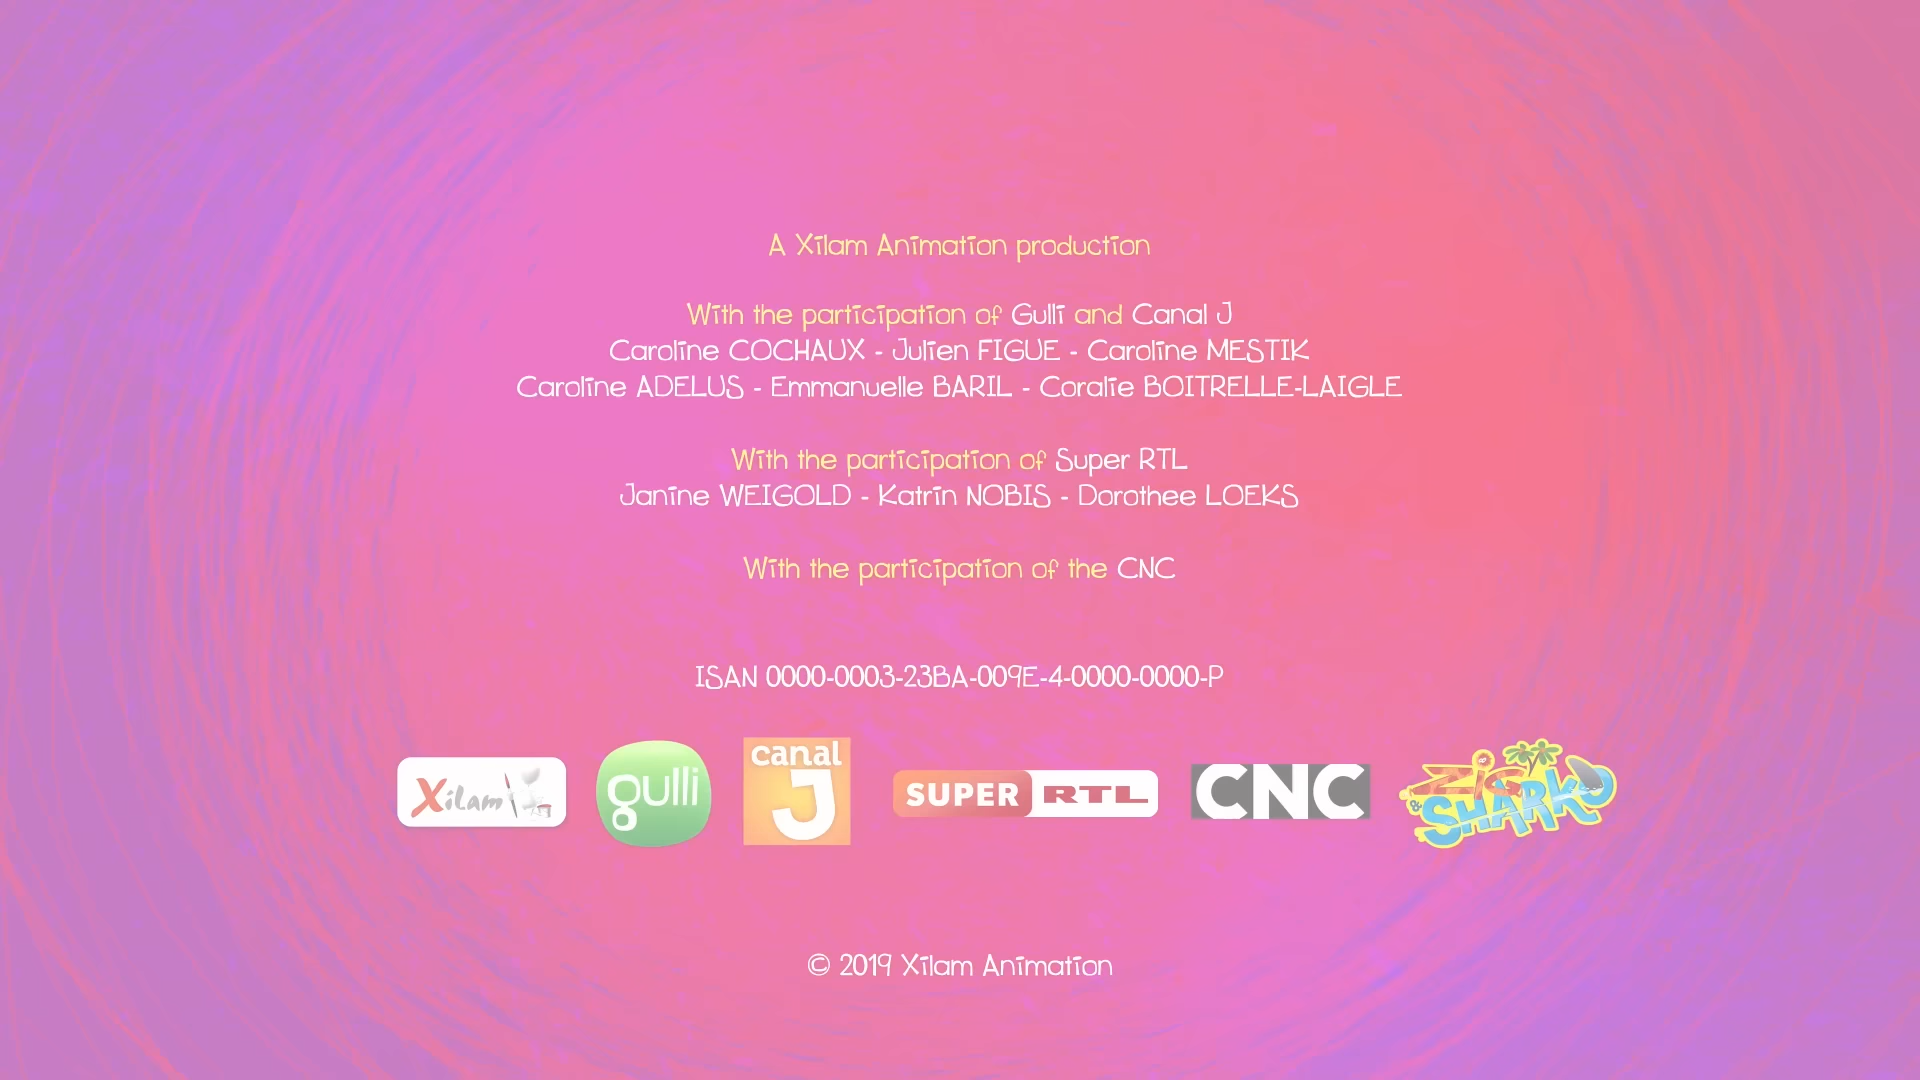 A Xilam Animation production
With the participation of Gulli and Canal J
Caroline COCHAUX - Julien FIGUE - Caroline MESTIK
Caroline ADELUS - Emmanuelle BARIL - Coralie BOITRELLE-LAIGLE
With the participation of Super RTL
Janine WEIGOLD - Katrin NOBIS - Dorothee LOEKS
With the participation of the CNC
ISAN 0000-0003-23BA-009E-4-0000-0000-P
Xilam
gulli
canal J
SUPER RTL
CNC
ZIG & SHARKO
© 2019 Xilam Animation